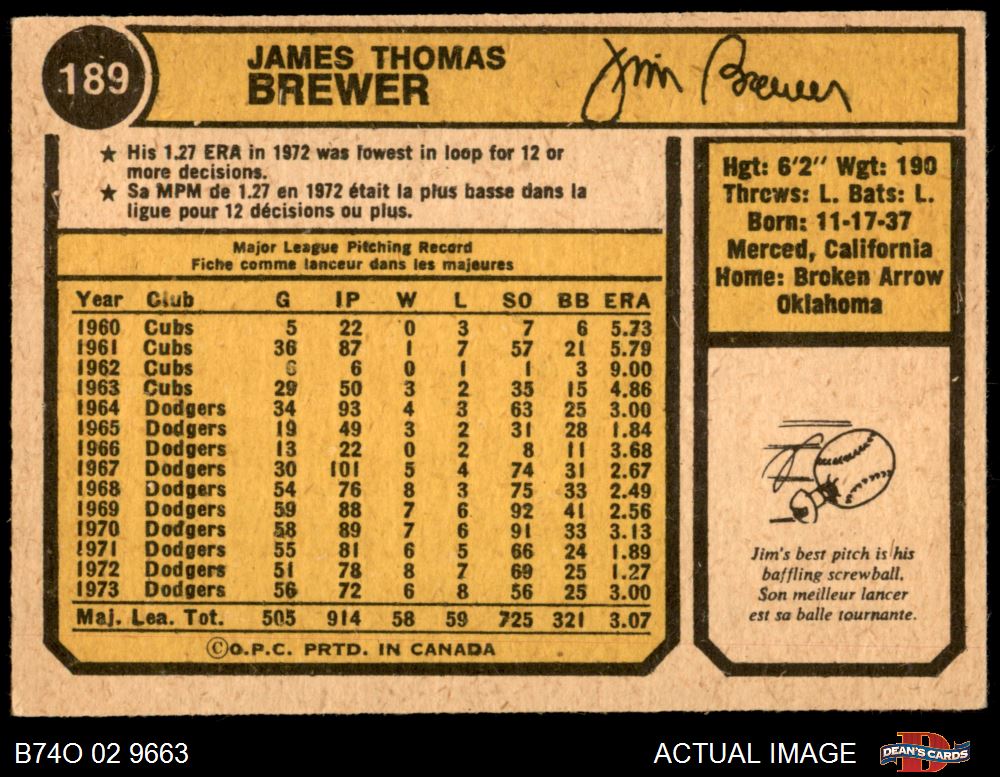 189
JAMES THOMAS
BREWER
Jim Brewer
★ His 1.27 ERA in 1972 was lowest in loop for 12 or
more decisions.
★ Sa MPM de 1.27 en 1972 était la plus basse dans la
ligue pour 12 décisions ou plus.
Major League Pitching Record
Fiche comme lanceur dans les majeures
Year Club G IP W L SO BB ERA
1960 Cubs 5 22 0 3 7 6 5.73
1961 Cubs 36 87 1 7 57 21 5.79
1962 Cubs 6 6 0 1 1 3 9.00
1963 Cubs 29 50 3 2 35 15 4.86
1964 Dodgers 34 93 4 3 63 25 3.00
1965 Dodgers 19 49 3 2 31 28 1.84
1966 Dodgers 13 22 0 2 8 11 3.68
1967 Dodgers 30 101 5 4 74 31 2.67
1968 Dodgers 54 76 8 3 75 33 2.49
1969 Dodgers 59 88 7 6 92 41 2.56
1970 Dodgers 58 89 7 6 91 33 3.13
1971 Dodgers 55 81 6 5 66 24 1.89
1972 Dodgers 51 78 8 7 69 25 1.27
1973 Dodgers 56 72 6 8 56 25 3.00
Maj. Lea. Tot. 505 914 58 59 725 321 3.07
©O.P.C. PRTD. IN CANADA
Hgt: 6'2" Wgt: 190
Throws: L. Bats: L.
Born: 11-17-37
Merced, California
Home: Broken Arrow
Oklahoma
Jim's best pitch is his
baffling screwball.
Son meilleur lancer
est sa balle tournante.
B74O 02 9663
ACTUAL IMAGE
DEAN'S CARDS